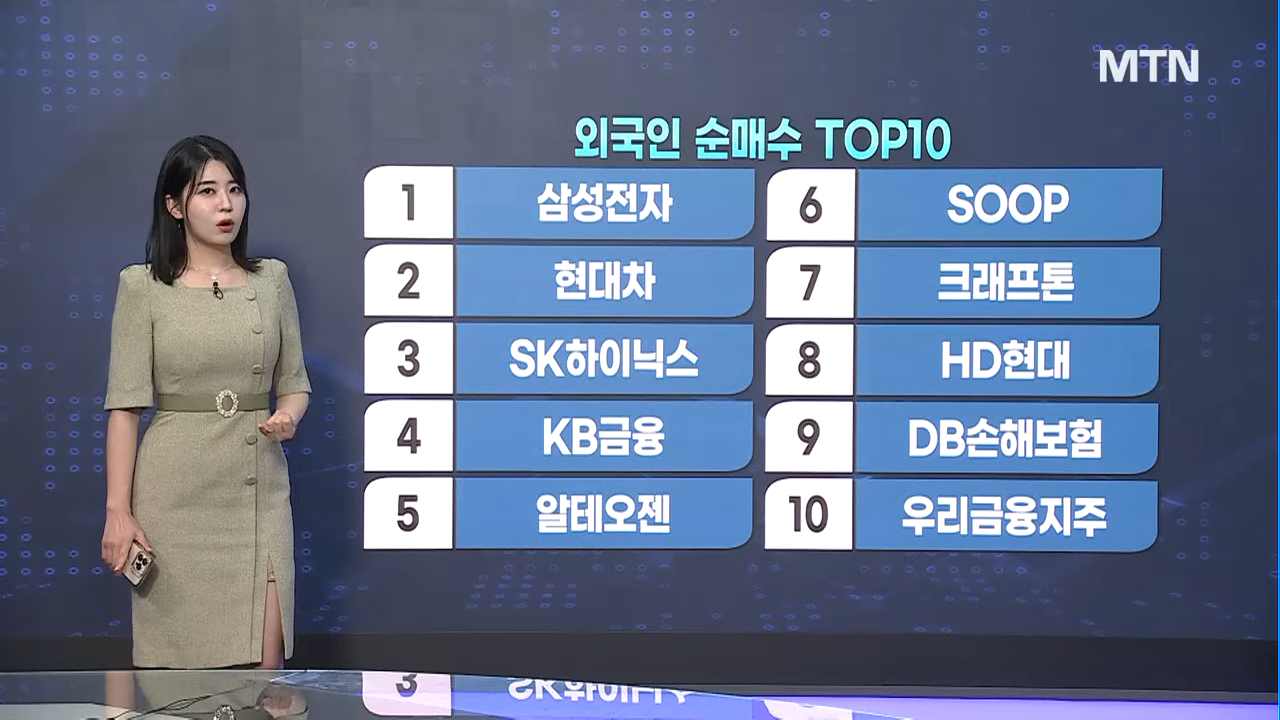 MTN
외국인 순매수 TOP10
1 삼성전자
2 현대차
3 SK하이닉스
4 KB금융
5 알테오젠
6 SOOP
7 크래프톤
8 HD현대
9 DB손해보험
10 우리금융지주